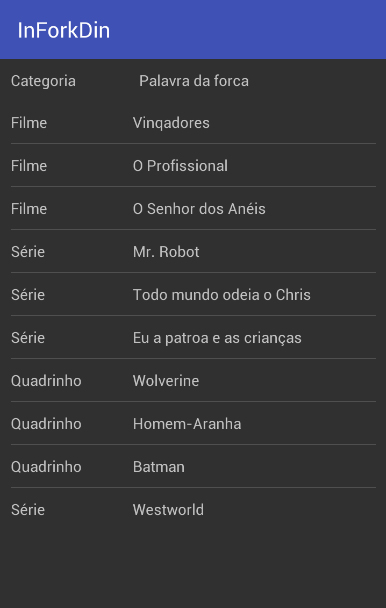 InForkDin
Categoria Palavra da forca
Filme Vinqadores
Filme O Profissional
Filme O Senhor dos Anéis
Série Mr. Robot
Série Todo mundo odeia o Chris
Série Eu a patroa e as crianças
Quadrinho Wolverine
Quadrinho Homem-Aranha
Quadrinho Batman
Série Westworld